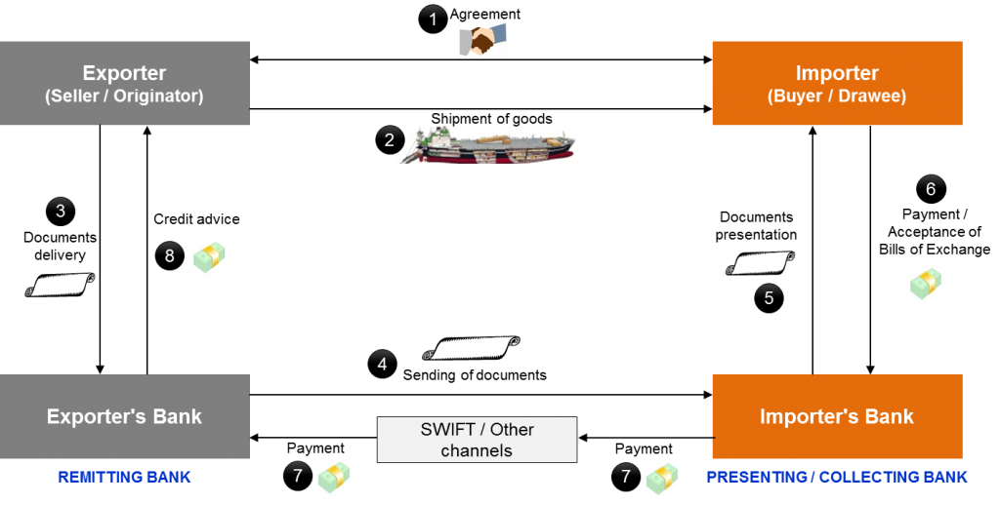 1 Agreement
Exporter
(Seller / Originator)
Importer
(Buyer / Drawee)
Shipment of goods
2
3
Documents
delivery
Credit advice
8
Documents
presentation
5
6
Payment /
Acceptance of
Bills of Exchange
4
Sending of documents
Exporter's Bank
Importer's Bank
SWIFT / Other
channels
Payment
7
Payment
7
REMITTING BANK
PRESENTING / COLLECTING BANK